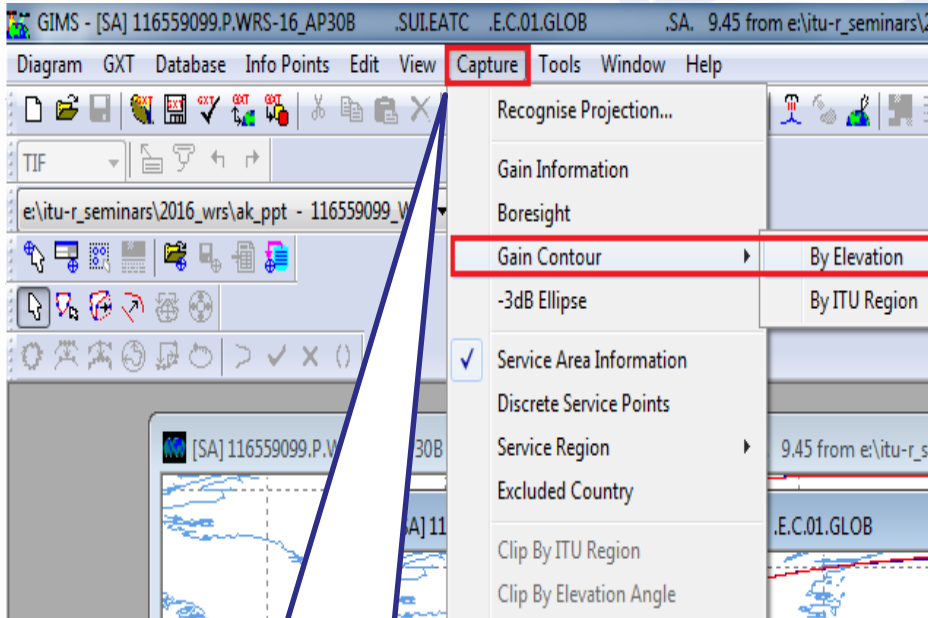 GIMS - [SA] 116559099.P.WRS-16_AP30B .SUI.EATC .E.C.01.GLOB .SA. 9.45 from e:\itu-r_seminars\2
Diagram GXT Database Info Points Edit View Capture Tools Window Help
Recognise Projection...
TIF
Gain Information
e:\itu-r_seminars\2016_wrs\ak_ppt - 116559099_W
Boresight
Gain Contour
By Elevation
-3dB Ellipse
By ITU Region
Service Area Information
Discrete Service Points
[SA] 116559099.P.W 30B
Service Region
9.45 from e:\itu-r_s
Excluded Country
SA] 11
.E.C.01.GLOB
Clip By ITU Region
Clip By Elevation Angle